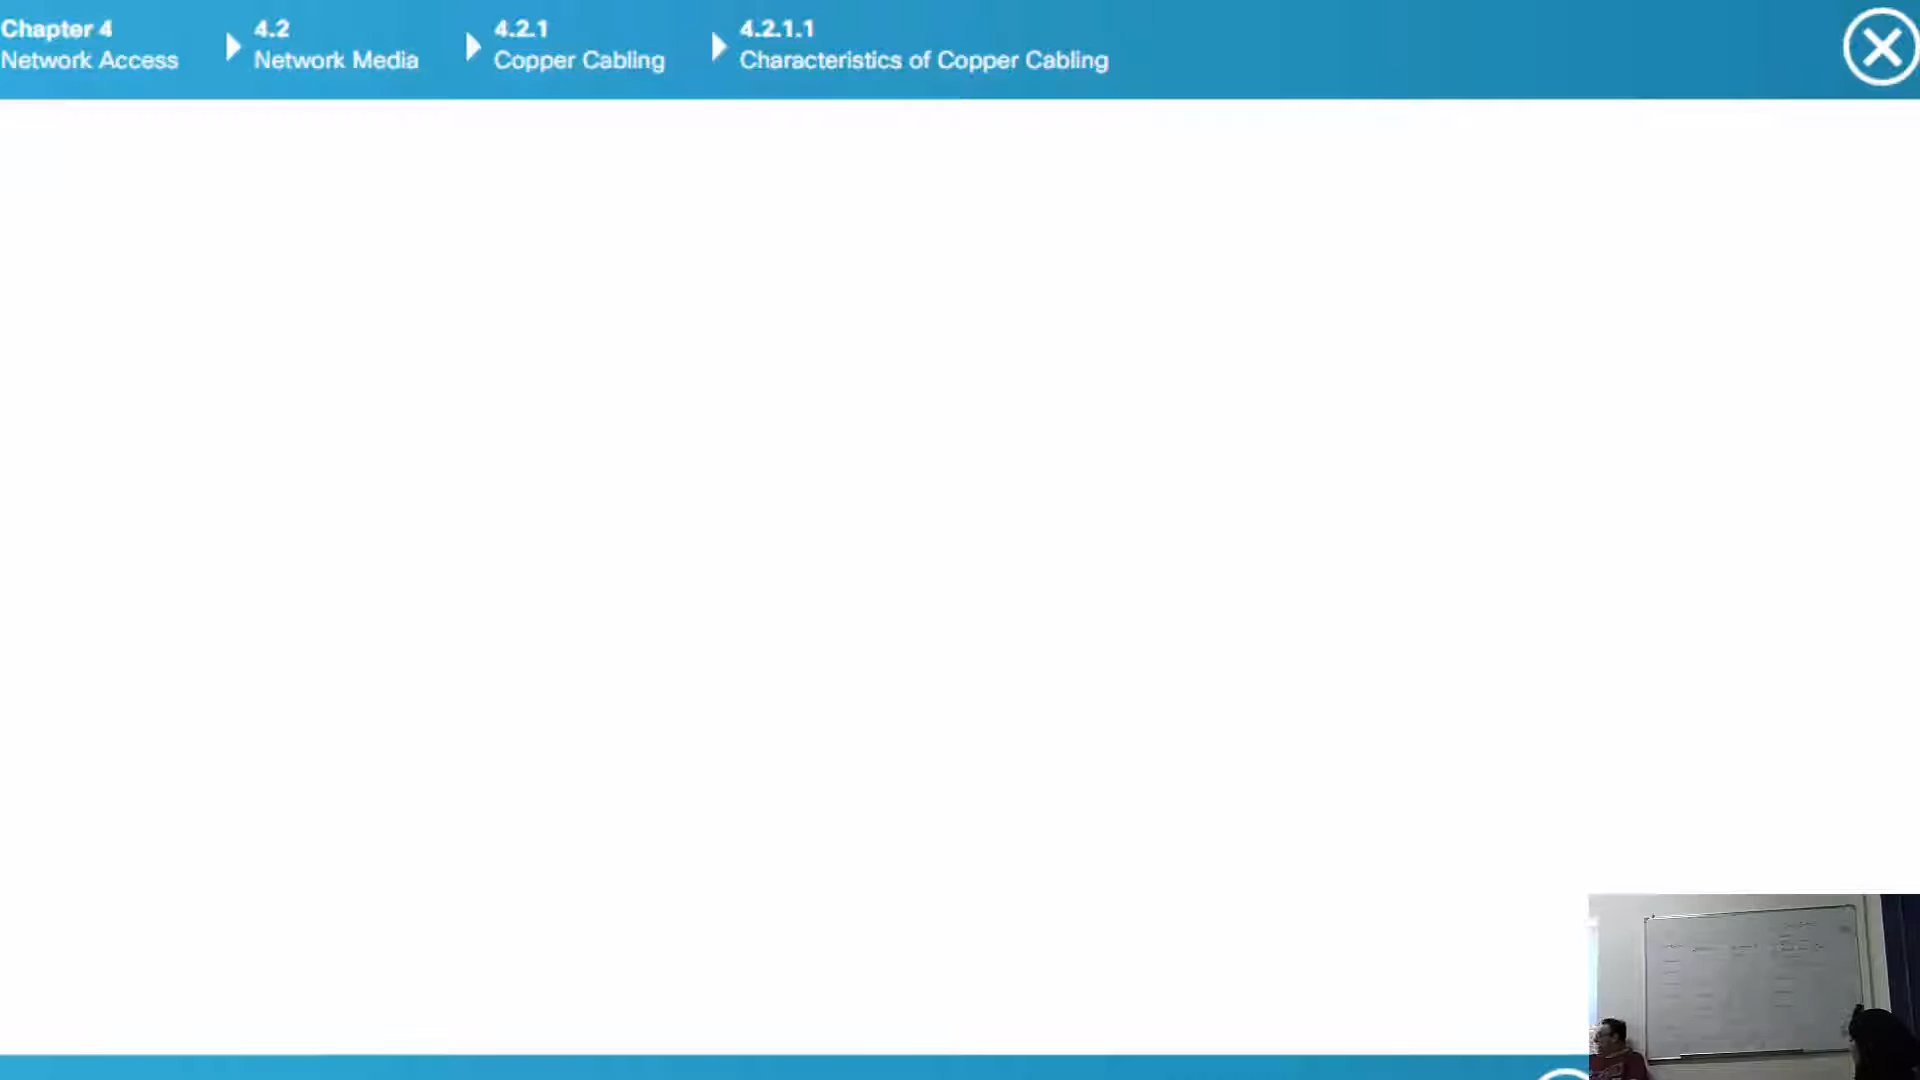 Chapter 4
Network Access
4.2
Network Media
4.2.1
Copper Cabling
4.2.1.1
Characteristics of Copper Cabling